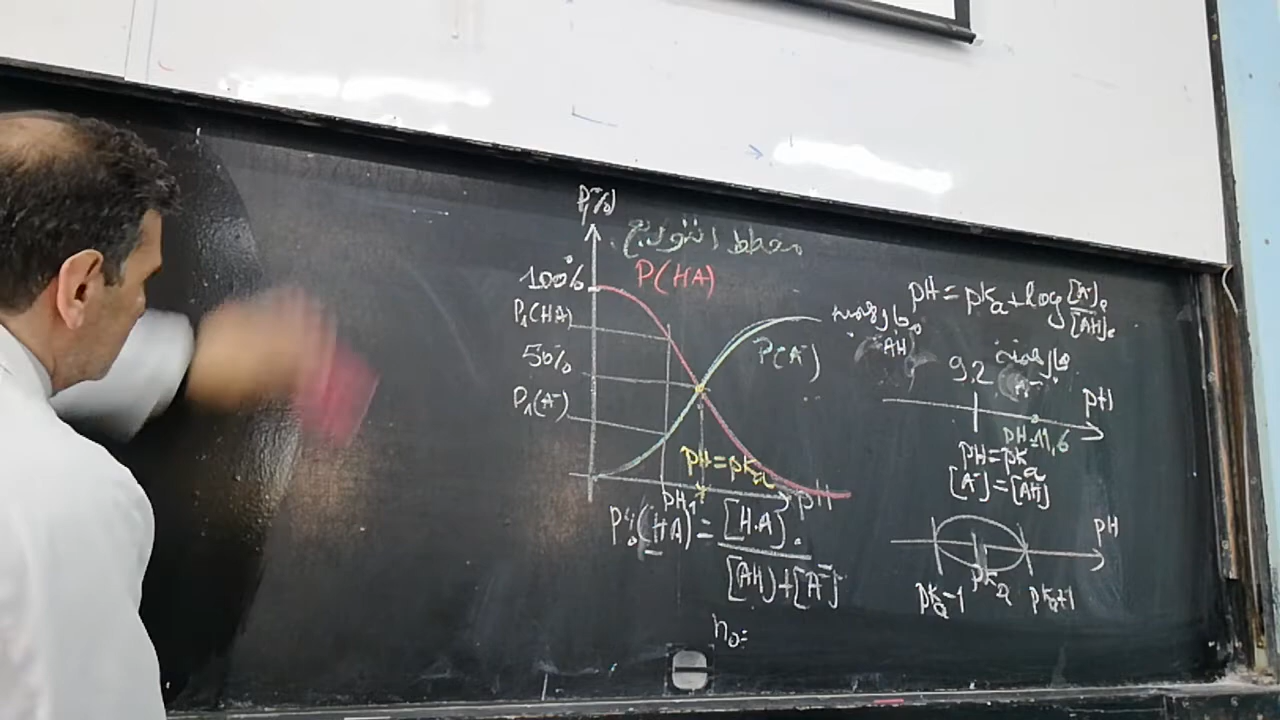 P(%)
مخطط التوزيع
100%
P(HA)
P₁(HA)
50%
P(A⁻)
P₁(A⁻)
pH=pKa
pH₁
pH
P%(HA)=[HA]/[AH]+[A⁻]
n₀=
pH=pKa+log[A⁻]/[AH]
AH
9,2
A⁻
pH
pH=11,6
pH=pKa
[A⁻]=[AH]
pH
pKa-1
pKa
pKa+1